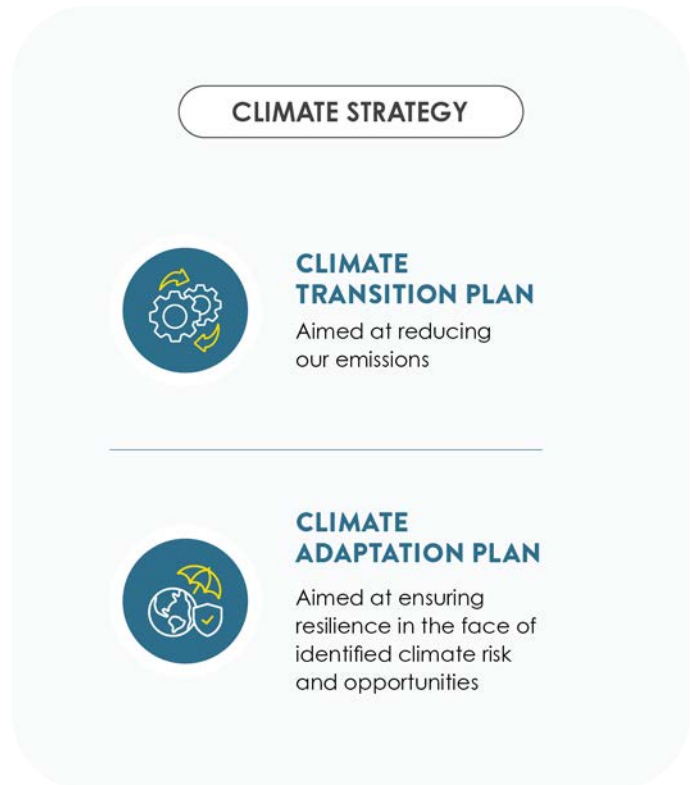 CLIMATE STRATEGY
CLIMATE
TRANSITION PLAN
Aimed at reducing
our emissions
CLIMATE
ADAPTATION PLAN
Aimed at ensuring
resilience in the face of
identified climate risk
and opportunities